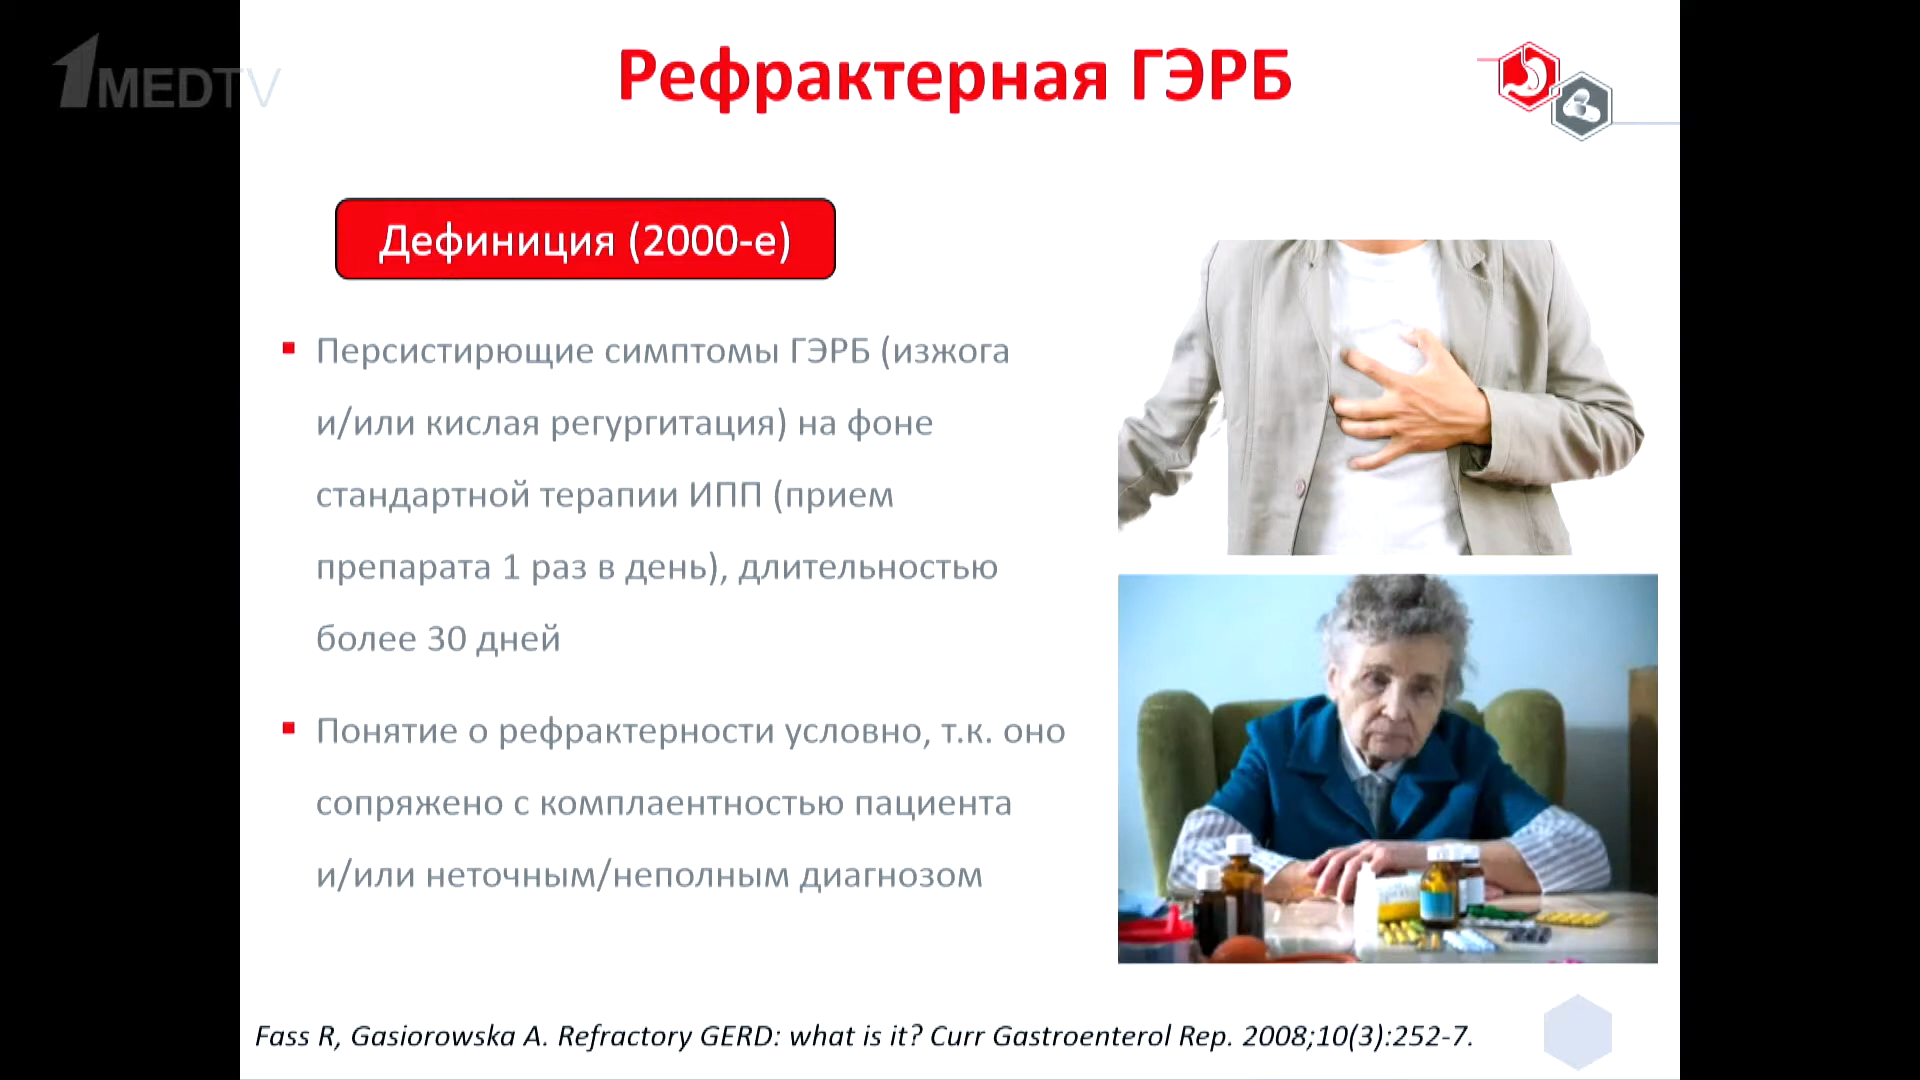 1MEDTV
Рефрактерная ГЭРБ
Дефиниция (2000-е)
Персистирющие симптомы ГЭРБ (изжога
и/или кислая регургитация) на фоне
стандартной терапии ИПП (прием
препарата 1 раз в день), длительностью
более 30 дней
Понятие о рефрактерности условно, т.к. оно
сопряжено с комплаентностью пациента
и/или неточным/неполным диагнозом
Fass R, Gasiorowska A. Refractory GERD: what is it? Curr Gastroenterol Rep. 2008;10(3):252-7.